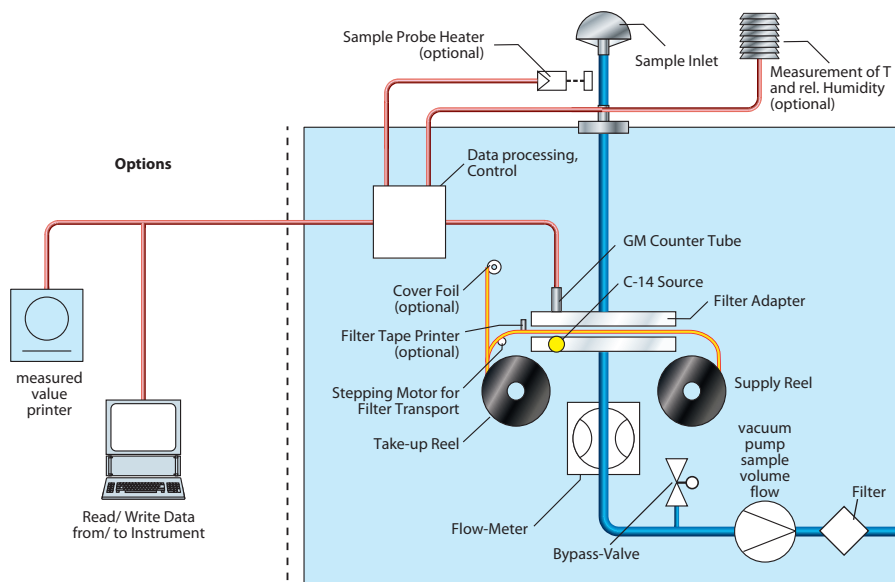 Sample Probe Heater
(optional)
Sample Inlet
Measurement of T
and rel. Humidity
(optional)
Options
Data processing,
Control
GM Counter Tube
C-14 Source
Cover Foil
(optional)
Filter Adapter
Filter Tape Printer
(optional)
Stepping Motor for
Filter Transport
Supply Reel
Take-up Reel
measured
value
printer
vacuum
pump
sample
volume
flow
Filter
Flow-Meter
Bypass-Valve
Read/ Write Data
from/ to Instrument